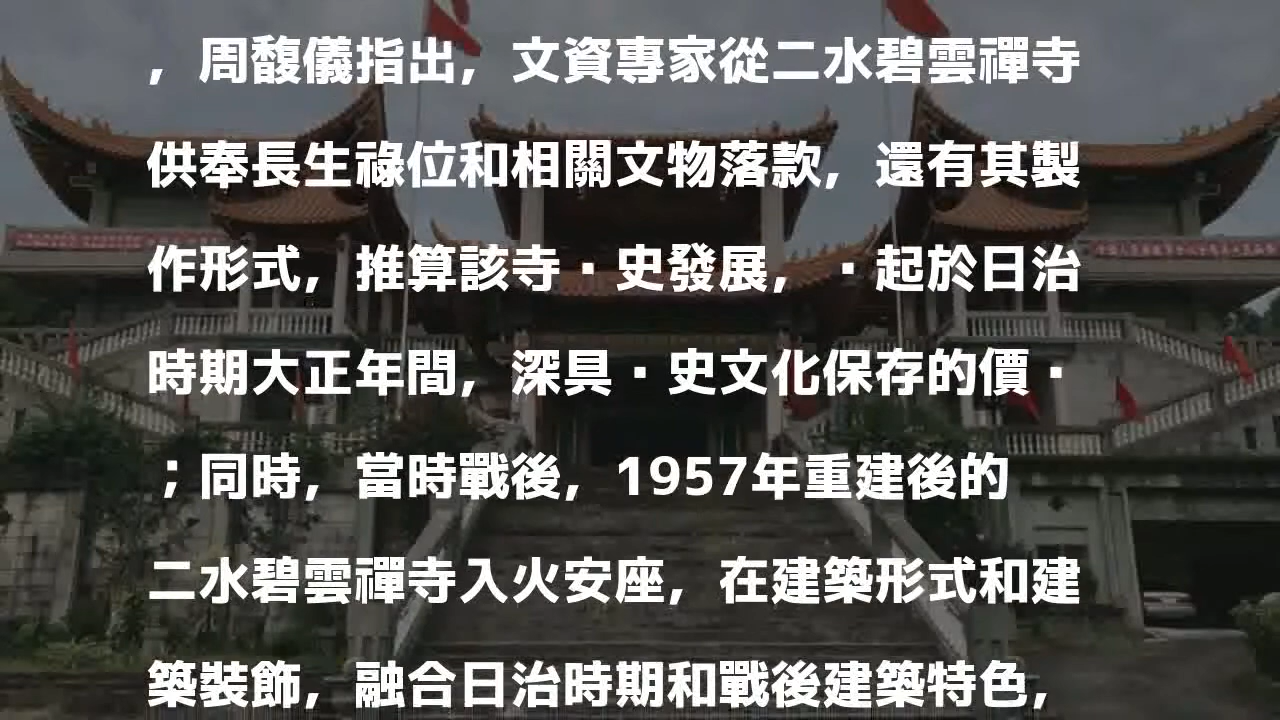 ，周馥儀指出，文資專家從二水碧雲禪寺
供奉長生祿位和相關文物落款，還有其製
作形式，推算該寺·史發展，·起於日治
時期大正年間，深具·史文化保存的價·
；同時，當時戰後，1957年重建後的
二水碧雲禪寺入火安座，在建築形式和建
築裝飾，融合日治時期和戰後建築特色，